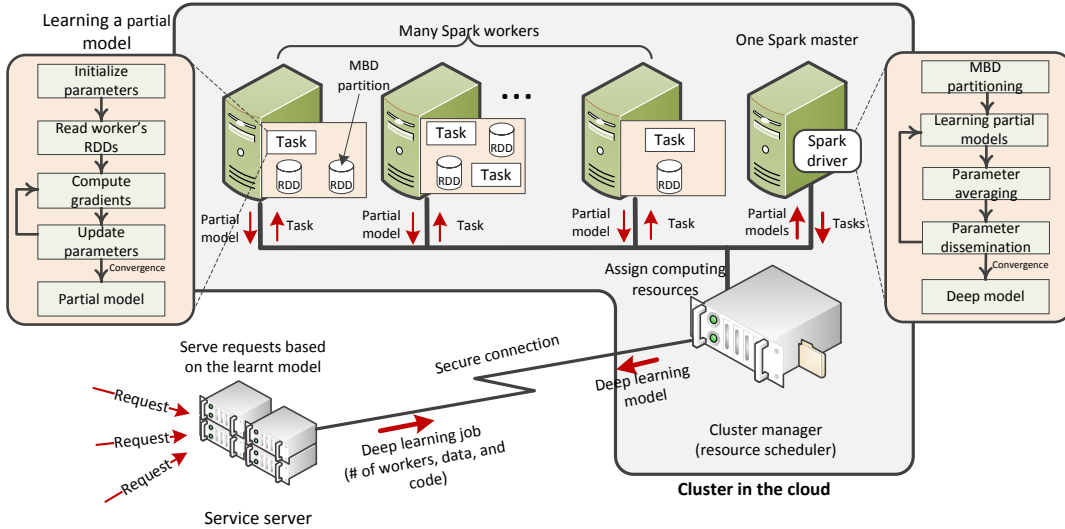 Learning a partial
model
Initialize
parameters
Read worker's
RDDs
Compute
gradients
Update
parameters
Convergence
Partial model
Many Spark workers
MBD
partition
...
Task
RDD
RDD
Task
RDD
RDD
Task
Task
RDD
One Spark master
Spark
driver
MBD
partitioning
Learning partial
models
Parameter
averaging
Parameter
dissemination
Convergence
Deep model
Partial
model
Task
Partial
model
Task
Partial
model
Task
Partial
models
Tasks
Assign computing
resources
Serve requests based
on the learnt model
Request
Request
Request
Secure connection
Deep learning
model
Deep learning job
(# of workers, data, and
code)
Cluster manager
(resource scheduler)
Cluster in the cloud
Service server